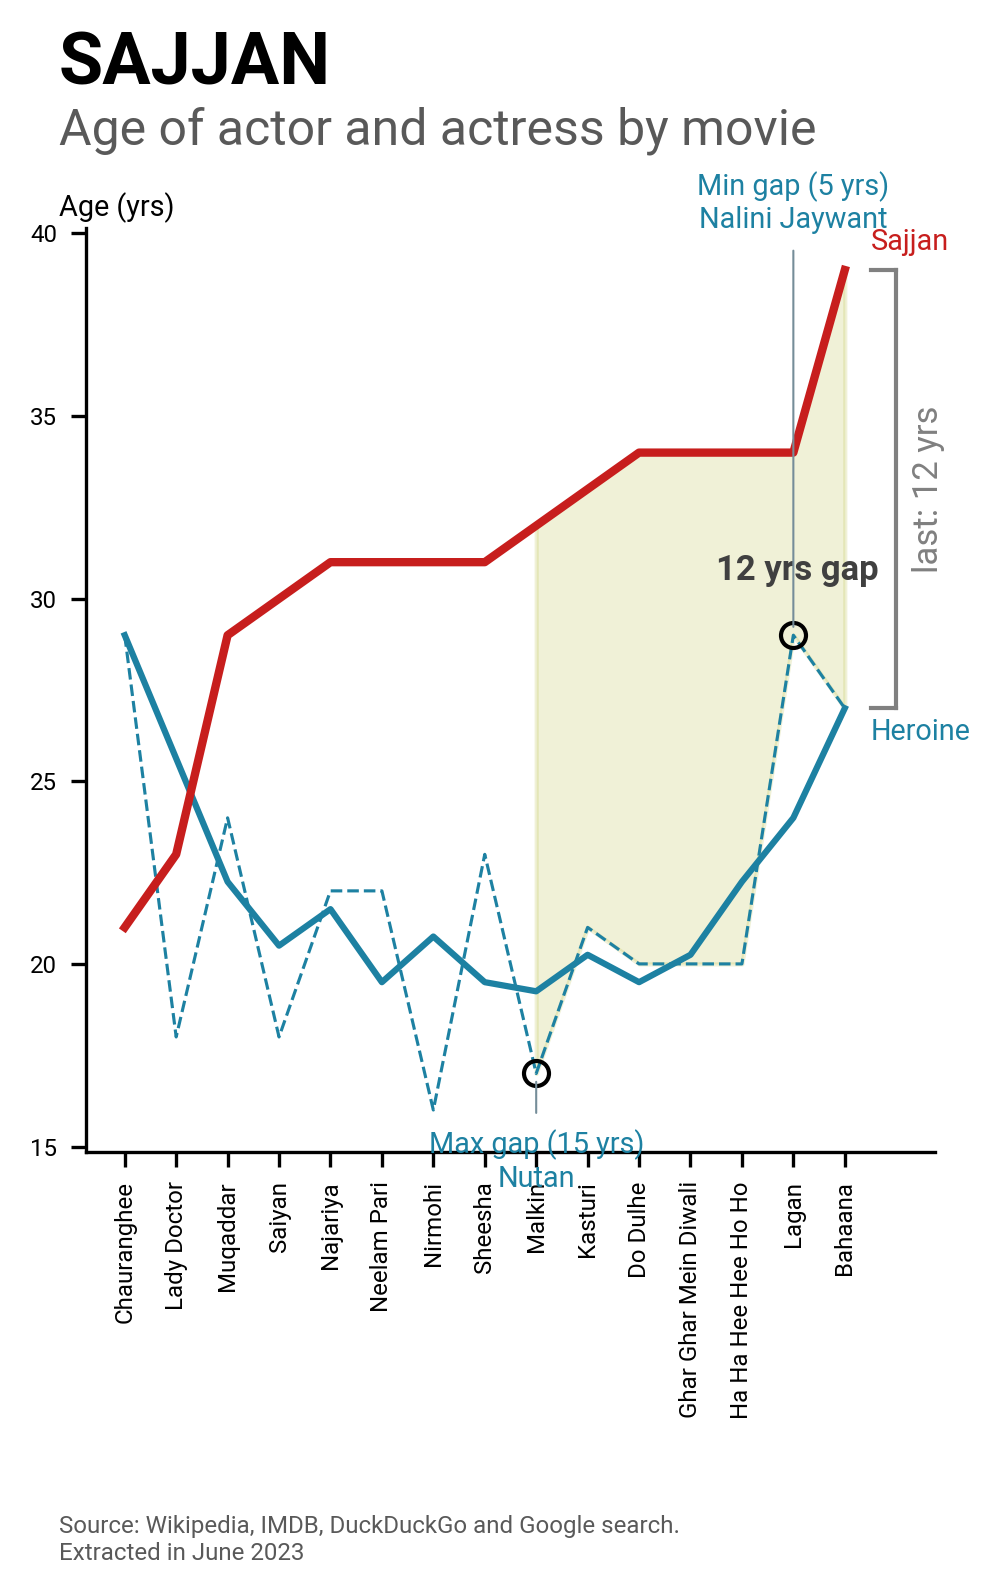 SAJJAN
Age of actor and actress by movie
Min gap (5 yrs)
Nalini Jaywant
Age (yrs)
Sajjan
40
35
30
25
20
15
12 yrs gap
last: 12 yrs
Heroine
Max gap (15 yrs)
Nutan
Chauranghee
Lady Doctor
Muqaddar
Saiyan
Najariya
Neelam Pari
Nirmohi
Sheesha
Malkin
Kasturi
Do Dulhe
Ghar Ghar Mein Diwali
Ha Ha Hee Hee Ho Ho
Lagan
Bahaana
Source: Wikipedia, IMDB, DuckDuckGo and Google search.
Extracted in June 2023